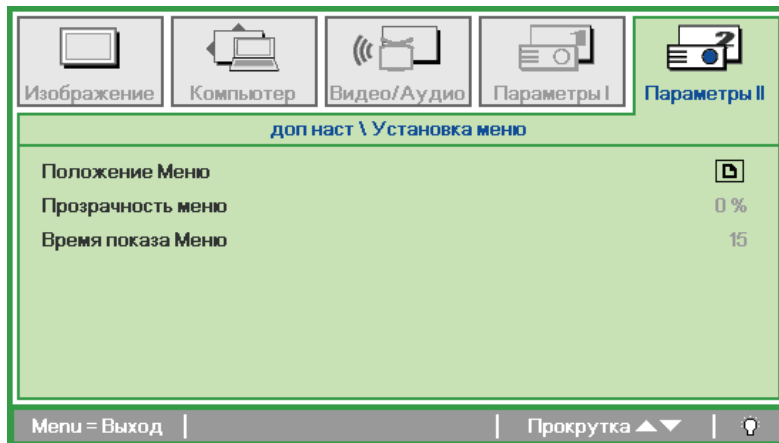 Изображение
Компьютер
Видео/Аудио
Параметры I
Параметры II
доп наст \ Установка меню
Положение Меню
Прозрачность меню 0 %
Время показа Меню 15
Menu = Выход Прокрутка ▲▼